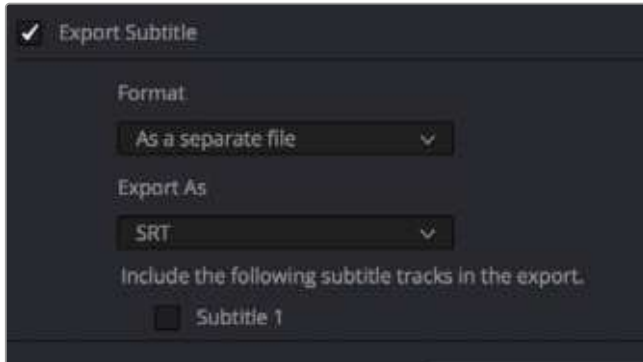 Export Subtitle
Format
As a separate file
Export As
SRT
Include the following subtitle tracks in the export.
Subtitle 1